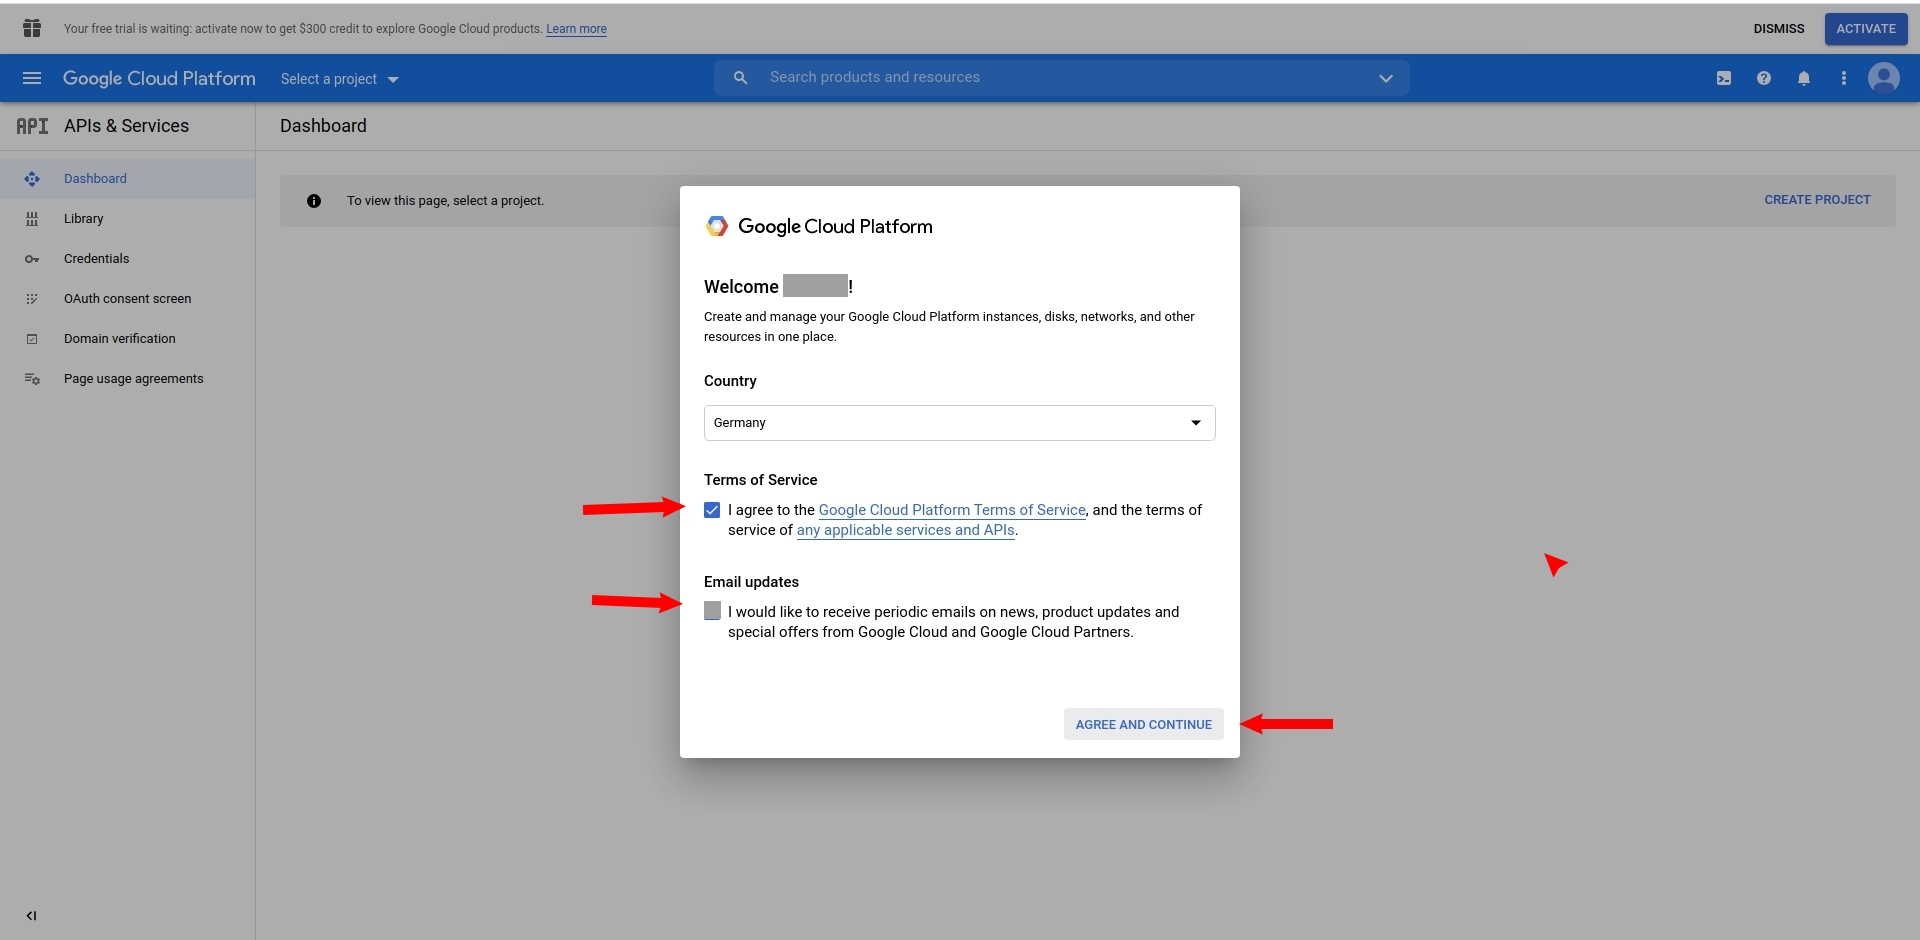 Your free trial is waiting: activate now to get $300 credit to explore Google Cloud products. Learn more
DISMISS
ACTIVATE
Google Cloud Platform
Select a project
Search products and resources
API
APIs & Services
Dashboard
Dashboard
Library
Credentials
OAuth consent screen
Domain verification
Page usage agreements
To view this page, select a project.
CREATE PROJECT
Google Cloud Platform
Welcome !
Create and manage your Google Cloud Platform instances, disks, networks, and other
resources in one place.
Country
Germany
Terms of Service
I agree to the Google Cloud Platform Terms of Service, and the terms of
service of any applicable services and APIs.
Email updates
I would like to receive periodic emails on news, product updates and
special offers from Google Cloud and Google Cloud Partners.
AGREE AND CONTINUE